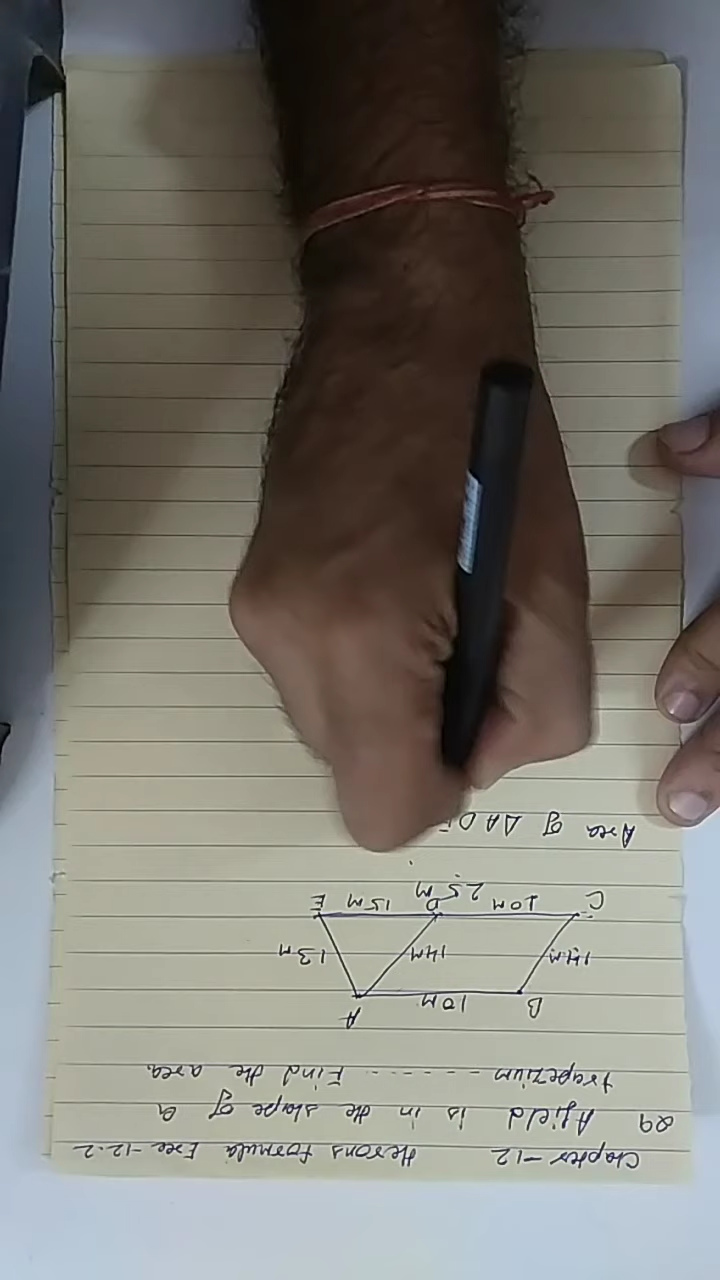 Chapter -12 Herons formula Exe -12.2
Q9 A field is in the shape of a
trapezium ------ Find the area.
B 10M A
14M 14M 13M
C 10M D 15M E
25M
Area of ΔAD